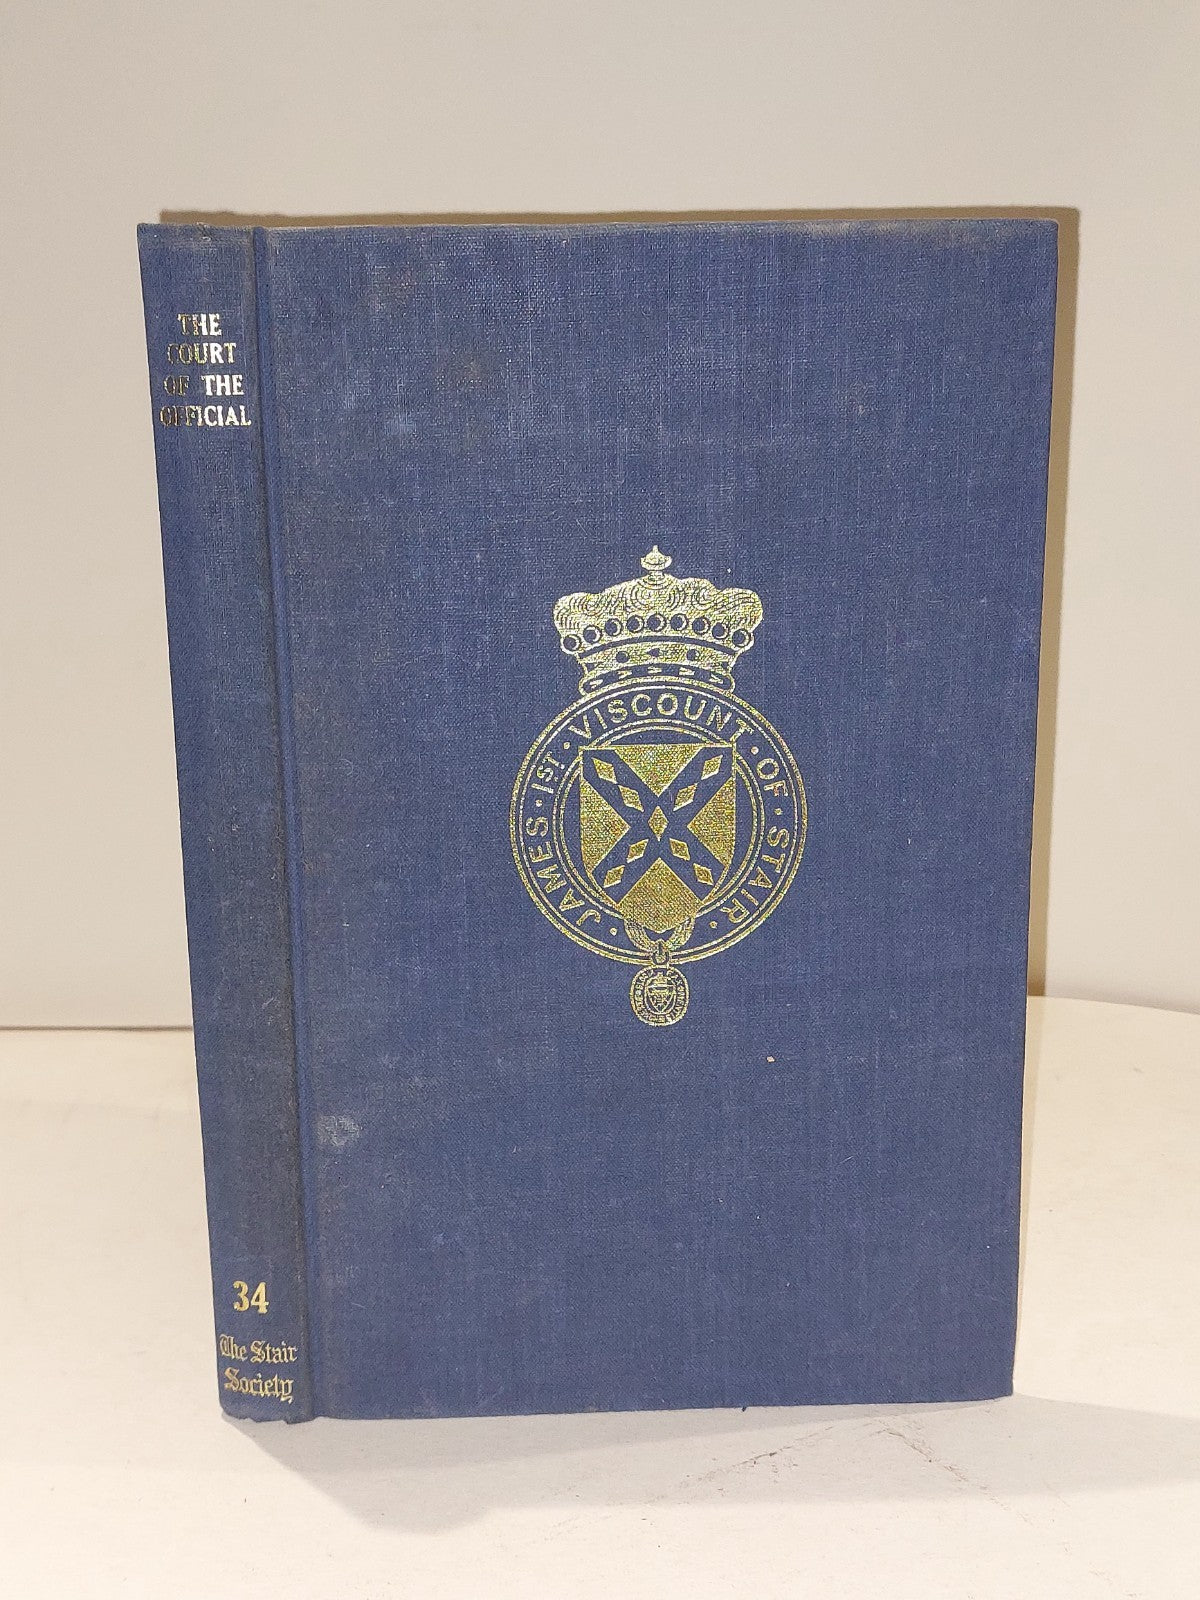 THE
COURT
OF THE
OFFICIAL
34
The Stair
Society
JAMES · 1ST · VISCOUNT · OF · STAIR ·